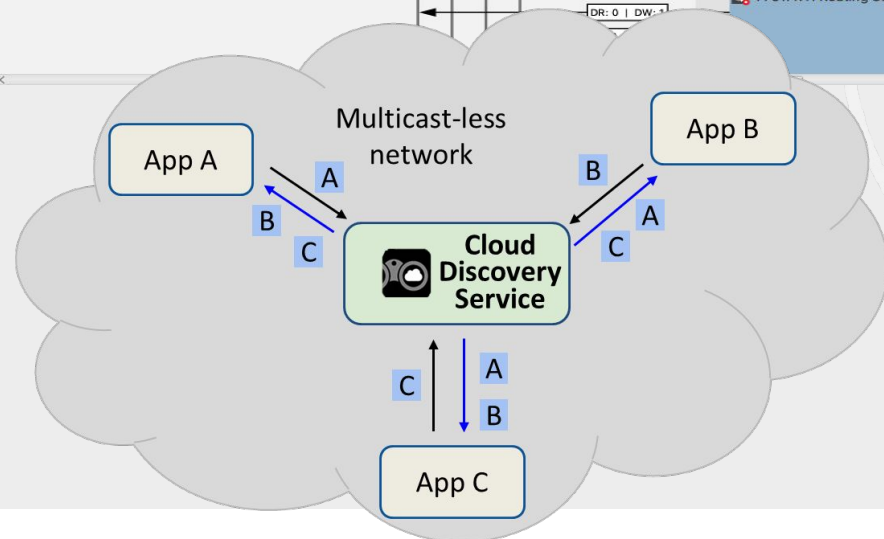 DR: 0 | DW: 1
Multicast-less
network
App A
App B
A
B
B
C
A
C
Cloud
Discovery
Service
C
A
B
App C